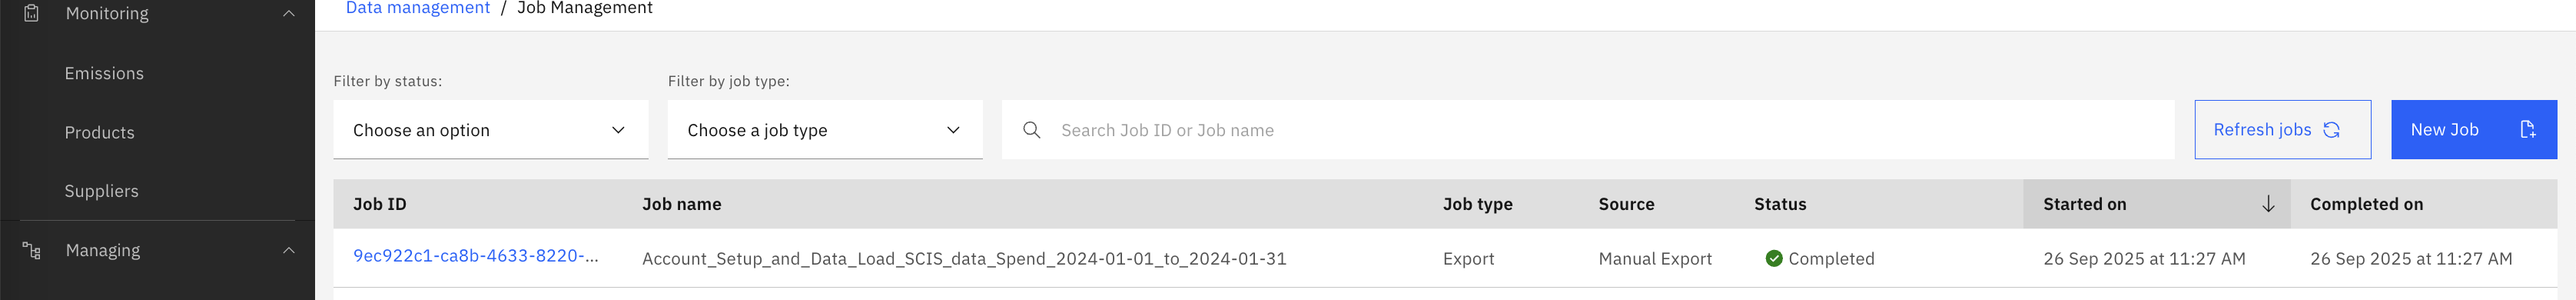 Monitoring
Emissions
Products
Suppliers
Managing
Data management / Job Management
Filter by status:
Filter by job type:
Choose an option
Choose a job type
Search Job ID or Job name
Refresh jobs
New Job
Job ID Job name Job type Source Status Started on Completed on
9ec922c1-ca8b-4633-8220-... Account_Setup_and_Data_Load_SCIS_data_Spend_2024-01-01_to_2024-01-31 Export Manual Export Completed 26 Sep 2025 at 11:27 AM 26 Sep 2025 at 11:27 AM